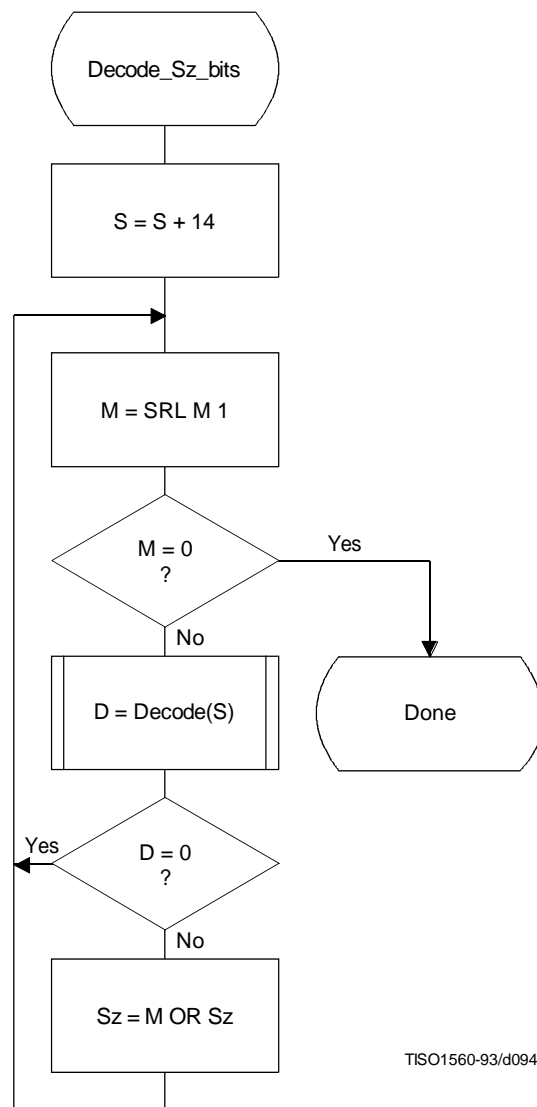 Decode_Sz_bits
S = S + 14
M = SRL M 1
M = 0
?
Yes
No
D = Decode(S)
Done
Yes
D = 0
?
No
Sz = M OR Sz
TISO1560-93/d094